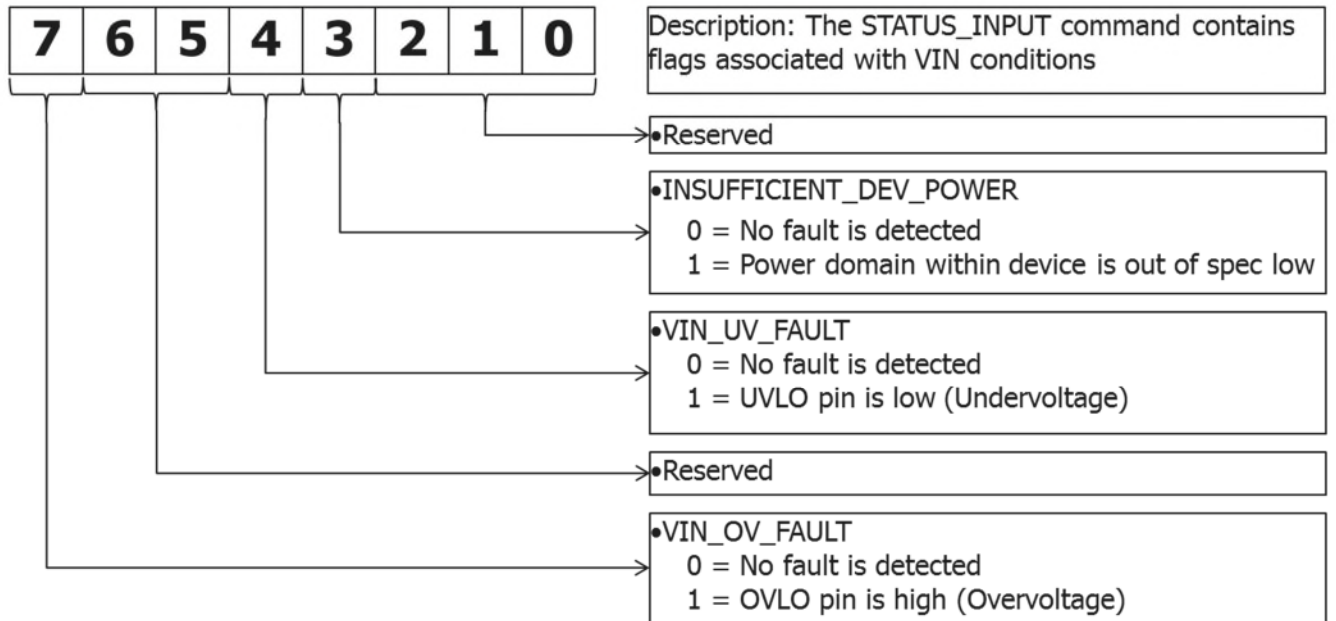 7 6 5 4 3 2 1 0
Description: The STATUS_INPUT command contains
flags associated with VIN conditions
•Reserved
•INSUFFICIENT_DEV_POWER
0 = No fault is detected
1 = Power domain within device is out of spec low
•VIN_UV_FAULT
0 = No fault is detected
1 = UVLO pin is low (Undervoltage)
•Reserved
•VIN_OV_FAULT
0 = No fault is detected
1 = OVLO pin is high (Overvoltage)